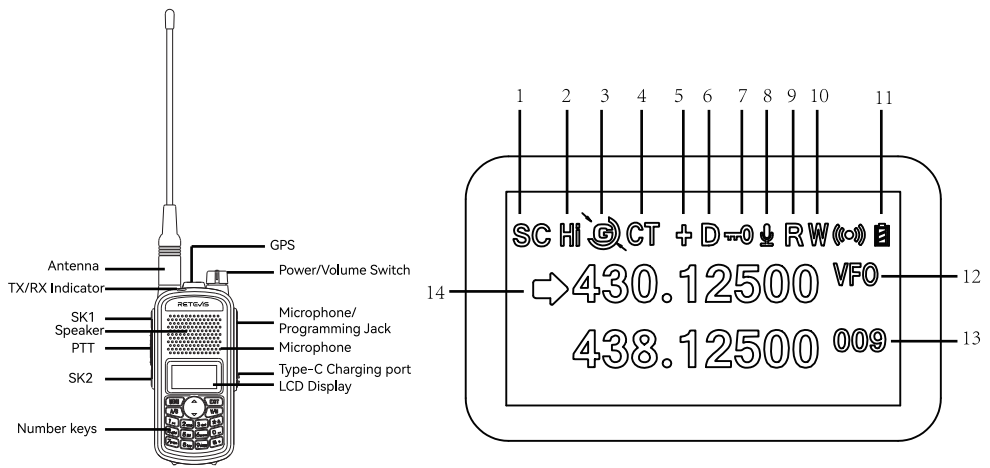 GPS
Antenna
Power/Volume Switch
TX/RX Indicator
RETEVIS
SK1
Speaker
PTT
SK2
Microphone/
Programming Jack
Microphone
Type-C Charging port
LCD Display
MENU
EXIT
A/B
V/M
Number keys
1 2 3 4 5 6 7 8 9 10 11
SC Hi G CT + D R W
14 430.12500 VFO 12
438.12500 009 13